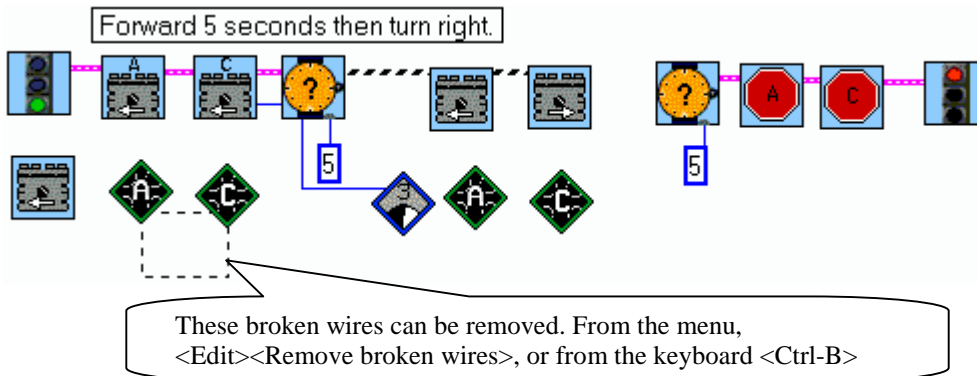 Forward 5 seconds then turn right.
A C ? ? A C
5 5
A C 3 A C
These broken wires can be removed. From the menu,
<Edit><Remove broken wires>, or from the keyboard <Ctrl-B>